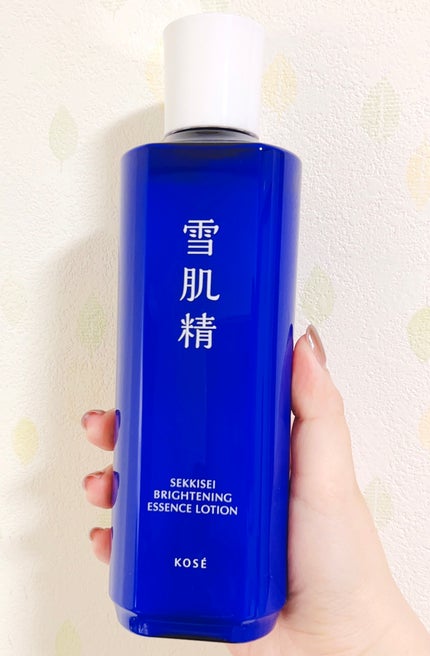 雪肌精
SEKKISEI
BRIGHTENING
ESSENCE LOTION
KOSÉ